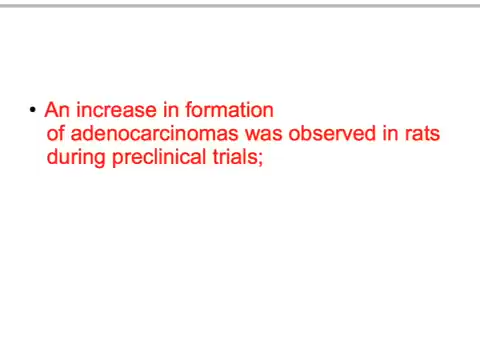 • An increase in formation
of adenocarcinomas was observed in rats
during preclinical trials;